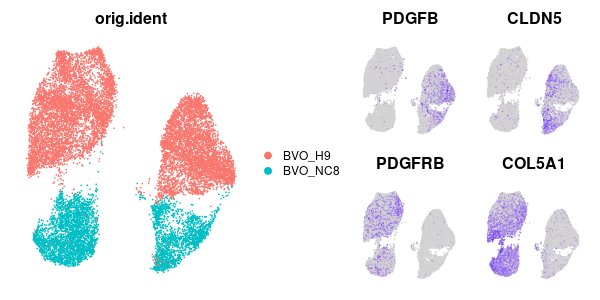 orig.ident
BVO_H9
BVO_NC8
PDGFB
CLDN5
PDGFRB
COL5A1